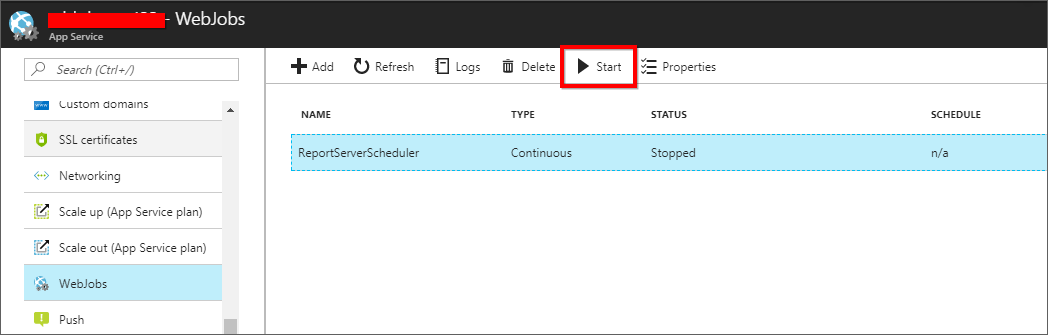 - WebJobs
App Service
Search (Ctrl+/)
Add Refresh Logs Delete Start Properties
Custom domains
SSL certificates
Networking
Scale up (App Service plan)
Scale out (App Service plan)
WebJobs
Push
NAME TYPE STATUS SCHEDULE
ReportServerScheduler Continuous Stopped n/a